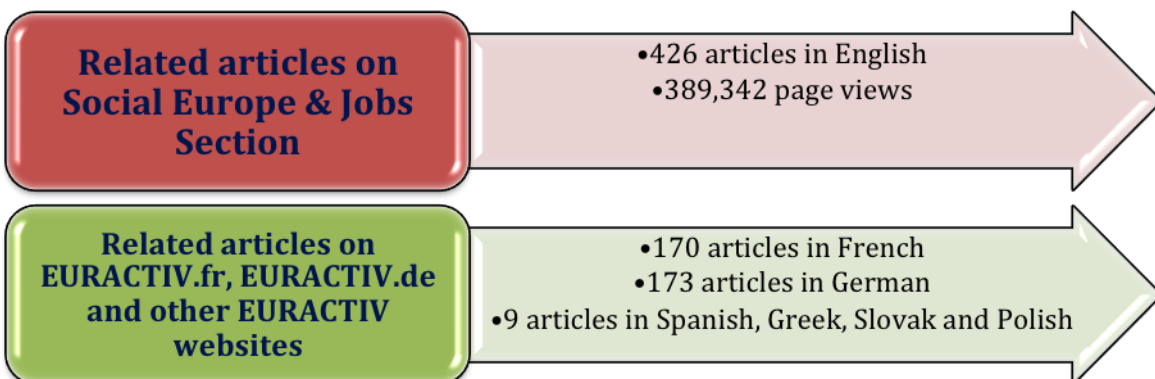 Related articles on
Social Europe & Jobs
Section
•426 articles in English
•389,342 page views
Related articles on
EURACTIV.fr, EURACTIV.de
and other EURACTIV
websites
•170 articles in French
•173 articles in German
•9 articles in Spanish, Greek, Slovak and Polish